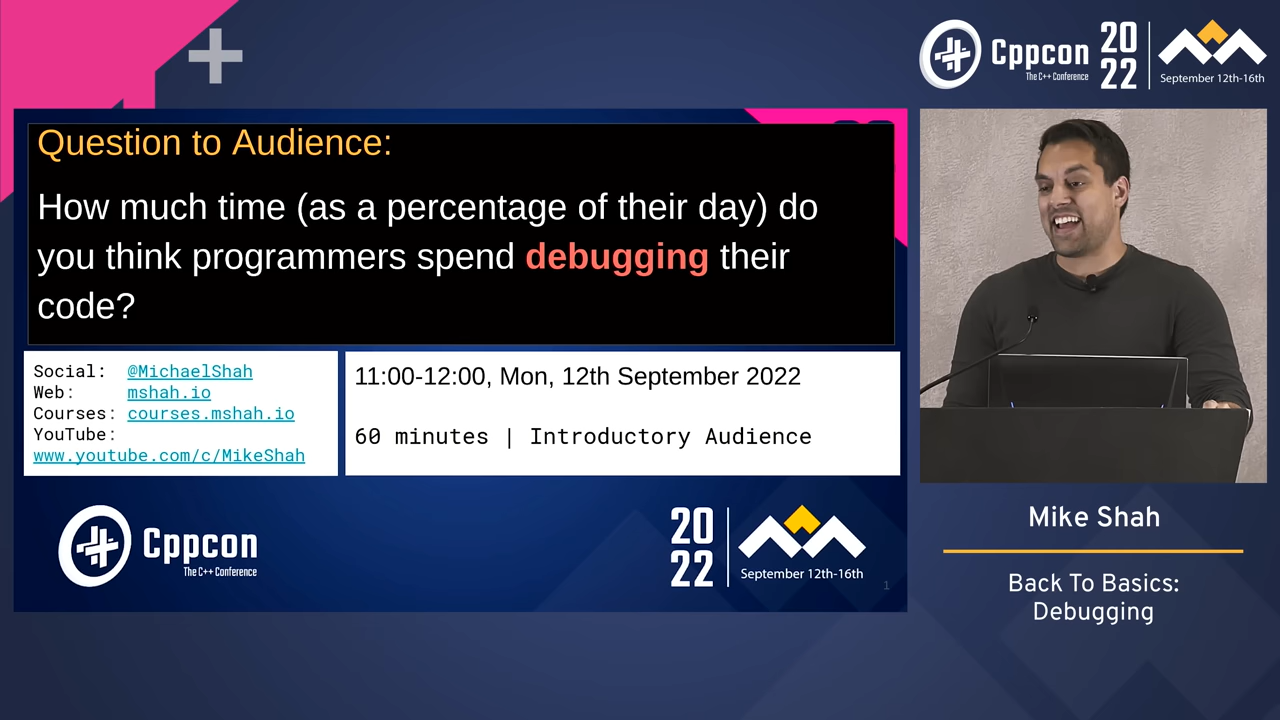 Cppcon
The C++ Conference
20
22
September 12th-16th
Question to Audience:
How much time (as a percentage of their day) do
you think programmers spend debugging their
code?
Social: @MichaelShah
Web: mshah.io
Courses: courses.mshah.io
YouTube:
www.youtube.com/c/MikeShah
11:00-12:00, Mon, 12th September 2022
60 minutes | Introductory Audience
Cppcon
The C++ Conference
20
22
September 12th-16th
1
Mike Shah
Back To Basics:
Debugging